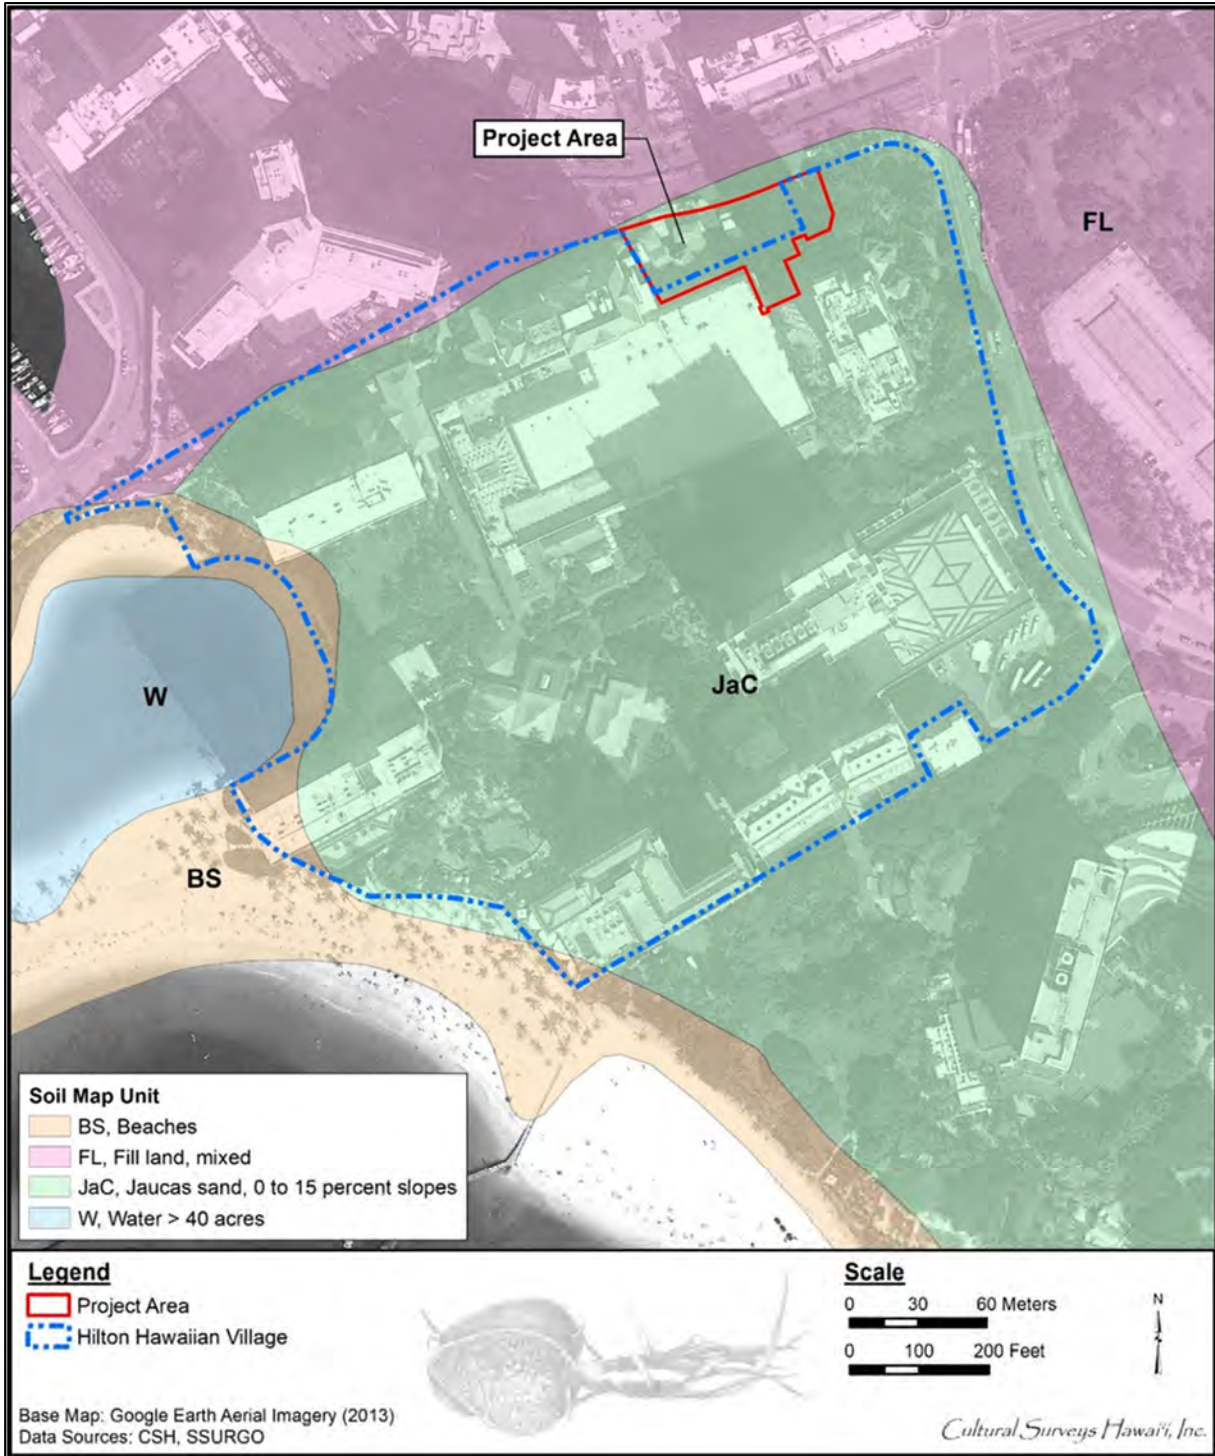 Project Area
FL
JaC
W
BS
Soil Map Unit
BS, Beaches
FL, Fill land, mixed
JaC, Jaucas sand, 0 to 15 percent slopes
W, Water > 40 acres
Legend
Project Area
Hilton Hawaiian Village
Scale
0 30 60 Meters
0 100 200 Feet
N
Base Map: Google Earth Aerial Imagery (2013)
Data Sources: CSH, SSURGO
Cultural Surveys Hawai'i, Inc.